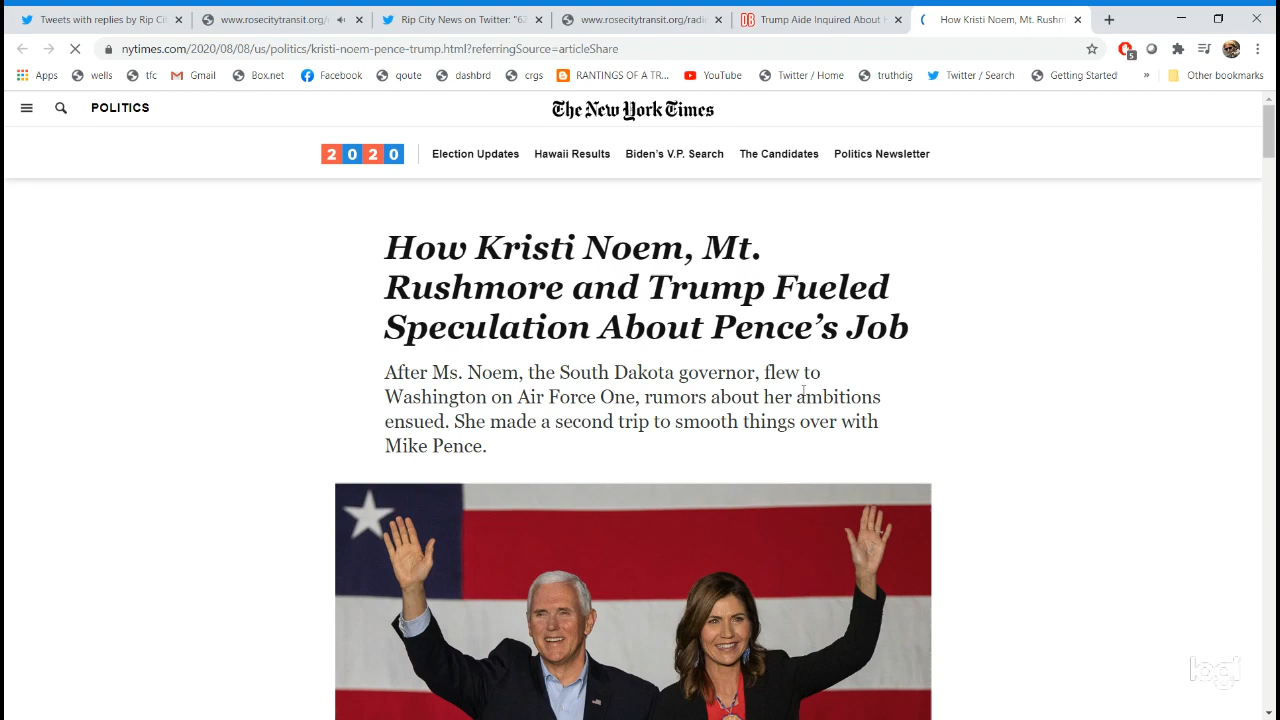 Tweets with replies by Rip C
www.rosecitytransit.org/
Rip City News on Twitter: "62
www.rosecitytransit.org/radi
Trump Aide Inquired About
How Kristi Noem, Mt. Rushm
nytimes.com/2020/08/08/us/politics/kristi-noem-pence-trump.html?referringSource=articleShare
5
Apps wells tfc Gmail Box.net Facebook qoute dashbrd crgs RANTINGS OF A TR... YouTube Twitter / Home truthdig Twitter / Search Getting Started » Other bookmarks
POLITICS The New York Times
2020 Election Updates Hawaii Results Biden's V.P. Search The Candidates Politics Newsletter
How Kristi Noem, Mt.
Rushmore and Trump Fueled
Speculation About Pence's Job
After Ms. Noem, the South Dakota governor, flew to
Washington on Air Force One, rumors about her ambitions
ensued. She made a second trip to smooth things over with
Mike Pence.
logi